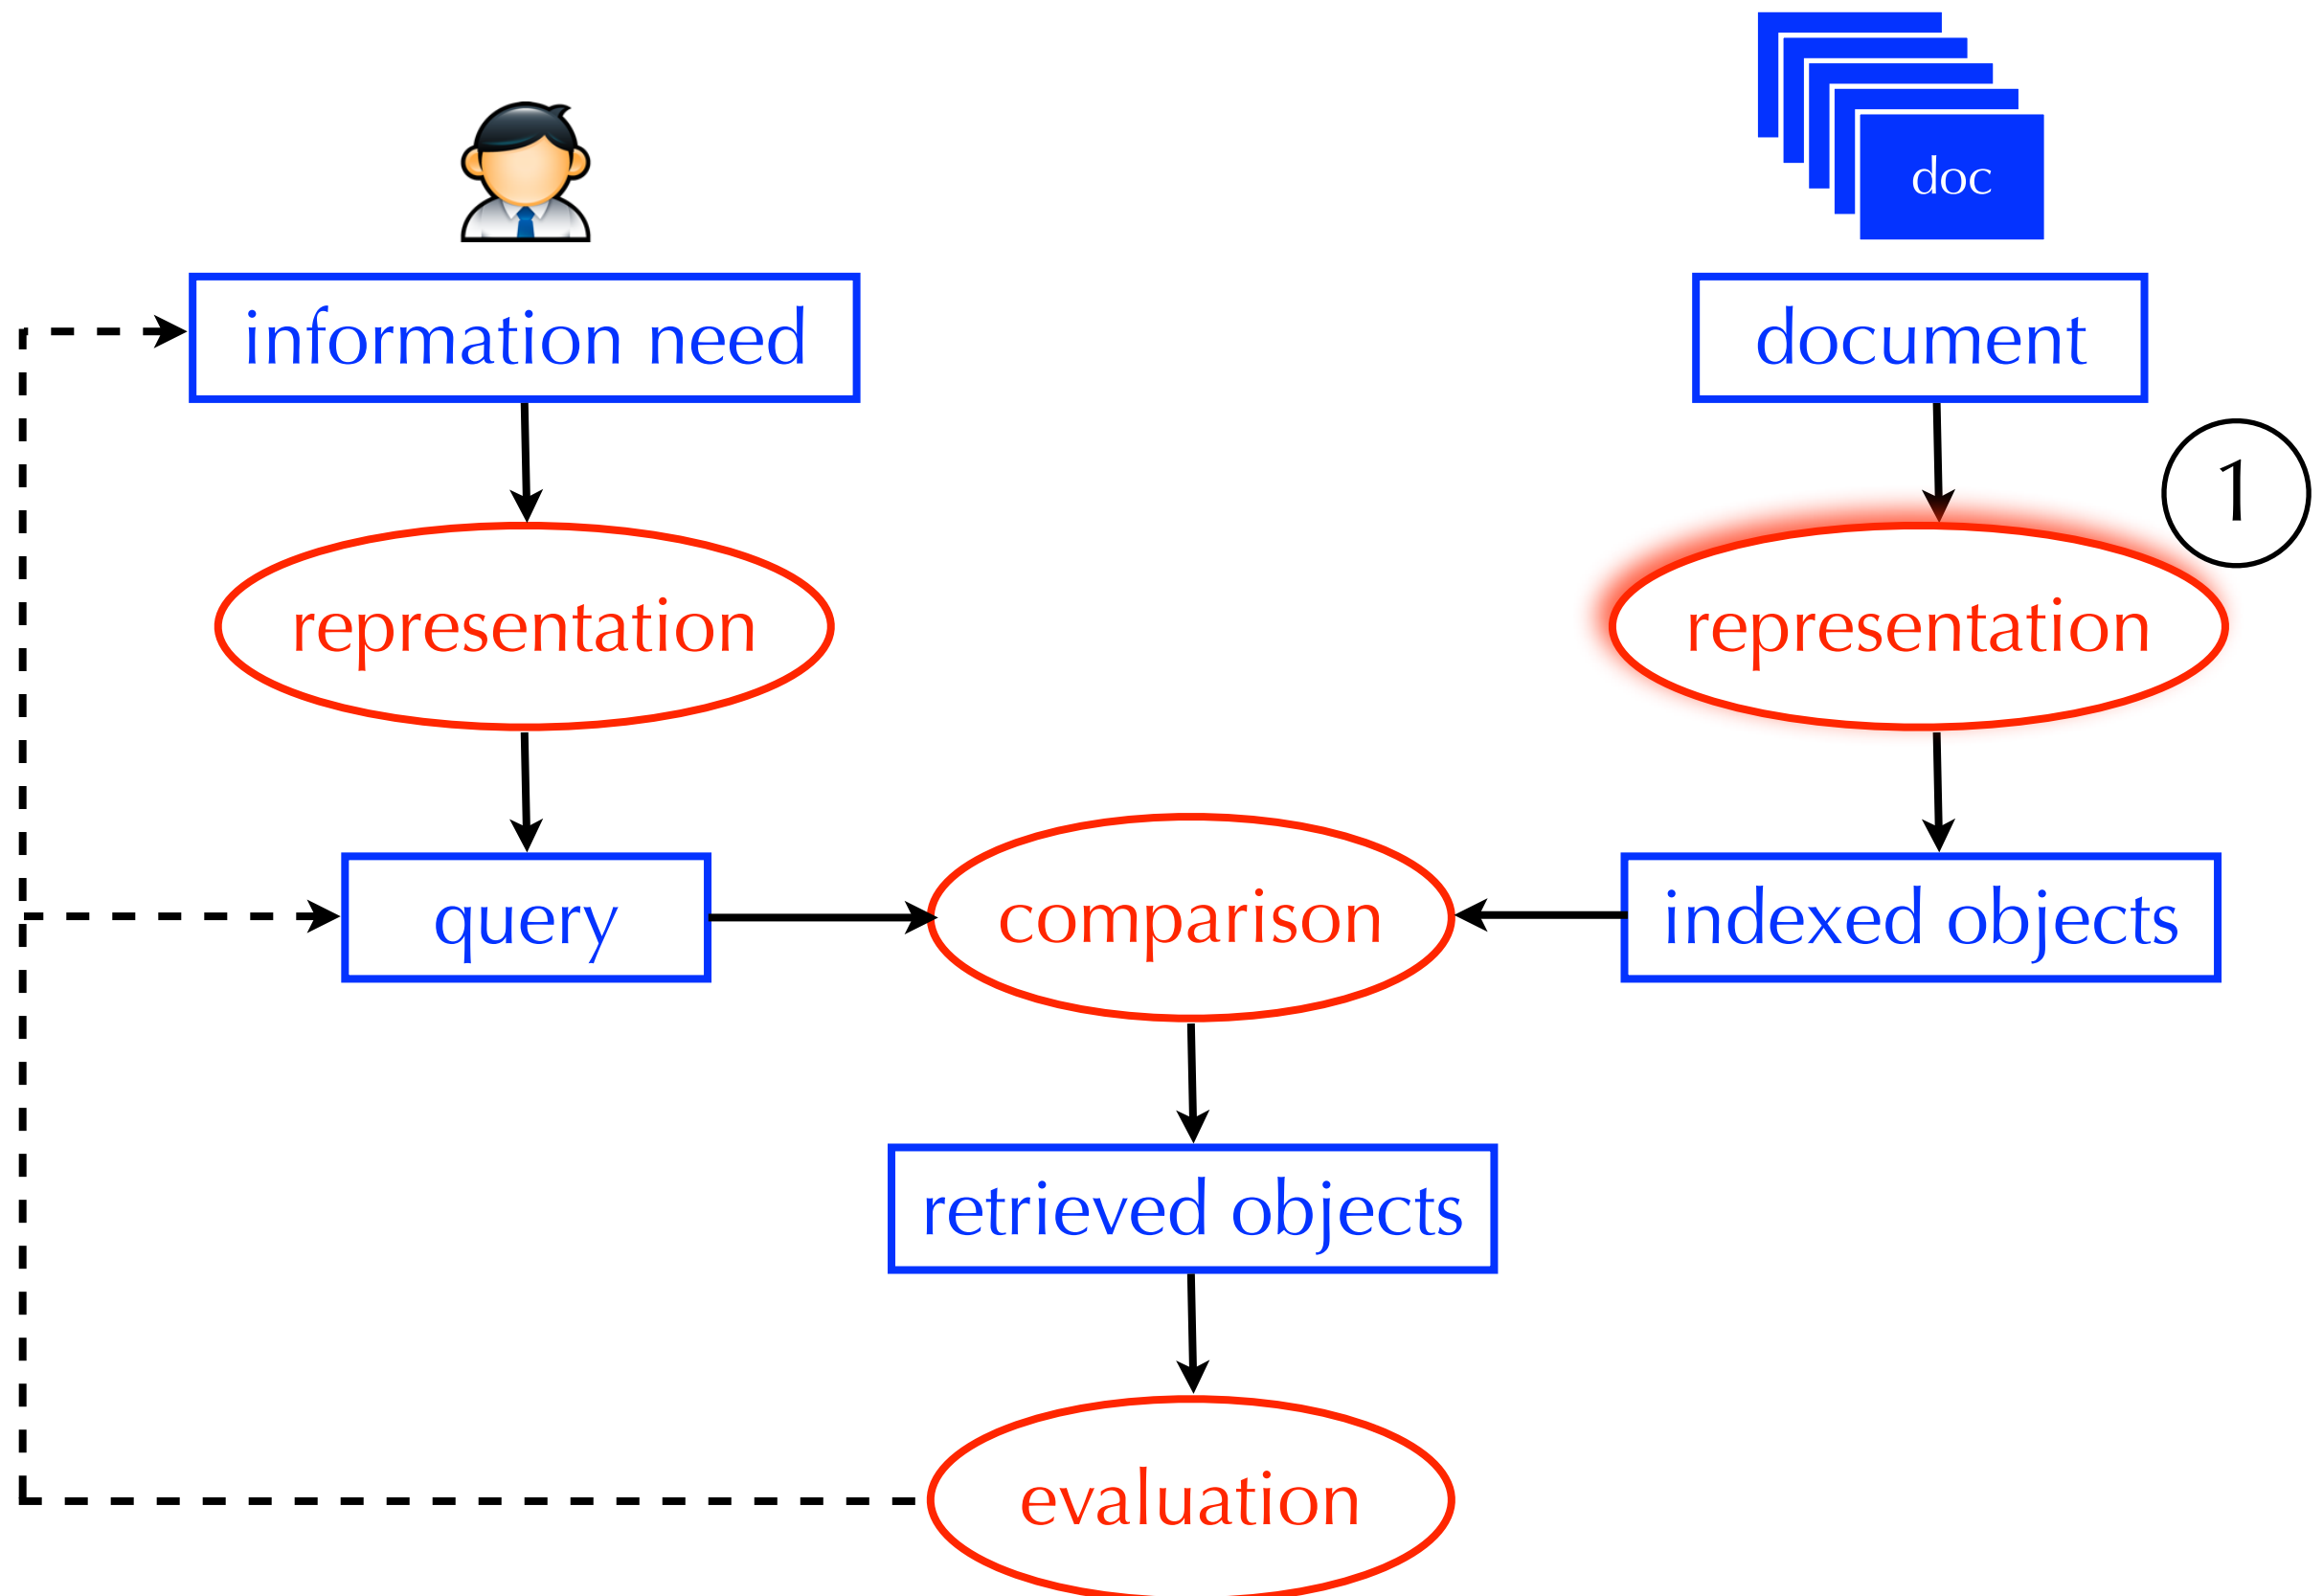 doc
information need
document
1
representation
representation
query
comparison
indexed objects
retrieved objects
evaluation